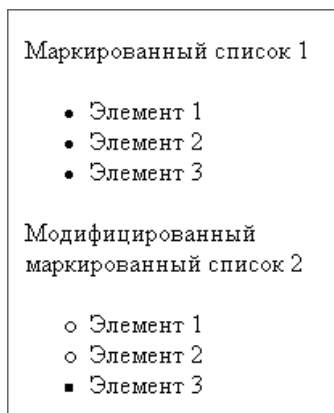 Маркированный список 1
• Элемент 1
• Элемент 2
• Элемент 3
Модифицированный
маркированный список 2
○ Элемент 1
○ Элемент 2
■ Элемент 3